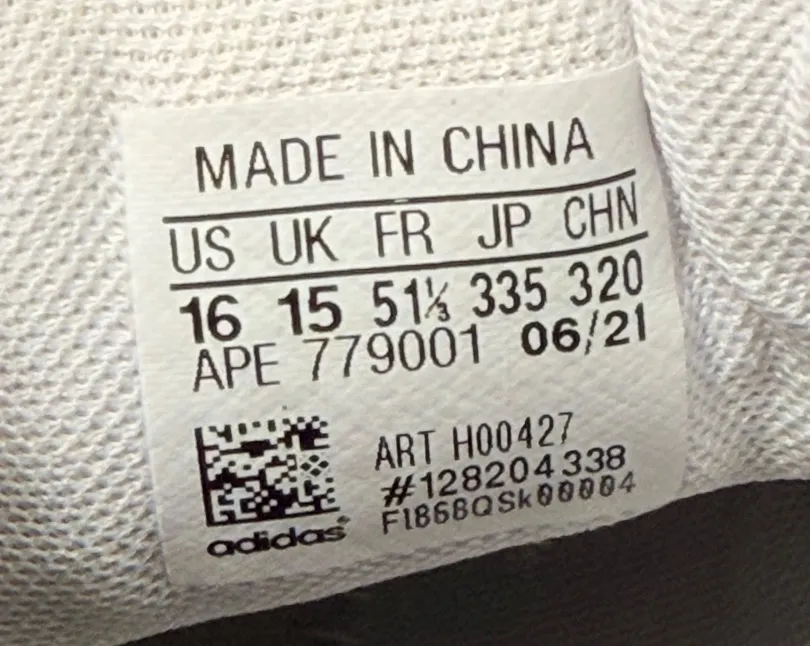 MADE IN CHINA
US UK FR JP CHN
16 15 51⅓ 335 320
APE 779001 06/21
ART H00427
#128204338
F1868QSk00004
adidas